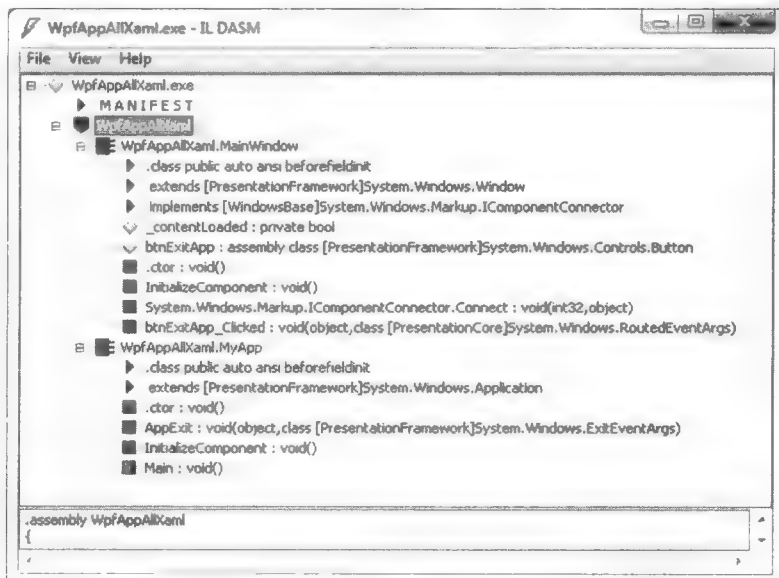 WpfAppAllXaml.exe - IL DASM
File View Help
WpfAppAllXaml.exe
MANIFEST
WpfAppAllXaml
WpfAppAllXaml.MainWindow
.class public auto ansi beforefieldinit
extends [PresentationFramework]System.Windows.Window
implements [WindowsBase]System.Windows.Markup.IComponentConnector
_contentLoaded : private bool
btnExitApp : assembly class [PresentationFramework]System.Windows.Controls.Button
.ctor : void()
InitializeComponent : void()
System.Windows.Markup.IComponentConnector.Connect : void(int32,object)
btnExitApp_Clicked : void(object,class [PresentationCore]System.Windows.RoutedEventArgs)
WpfAppAllXaml.MyApp
.class public auto ansi beforefieldinit
extends [PresentationFramework]System.Windows.Application
.ctor : void()
AppExit : void(object,class [PresentationFramework]System.Windows.ExitEventArgs)
InitializeComponent : void()
Main : void()
.assembly WpfAppAllXaml
{